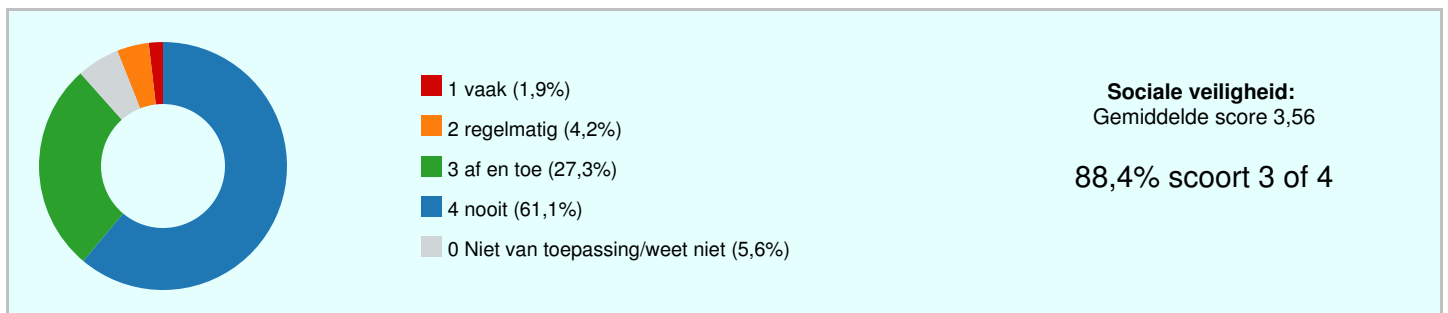 1 vaak (1,9%)
2 regelmatig (4,2%)
3 af en toe (27,3%)
4 nooit (61,1%)
0 Niet van toepassing/weet niet (5,6%)
Sociale veiligheid:
Gemiddelde score 3,56
88,4% scoort 3 of 4